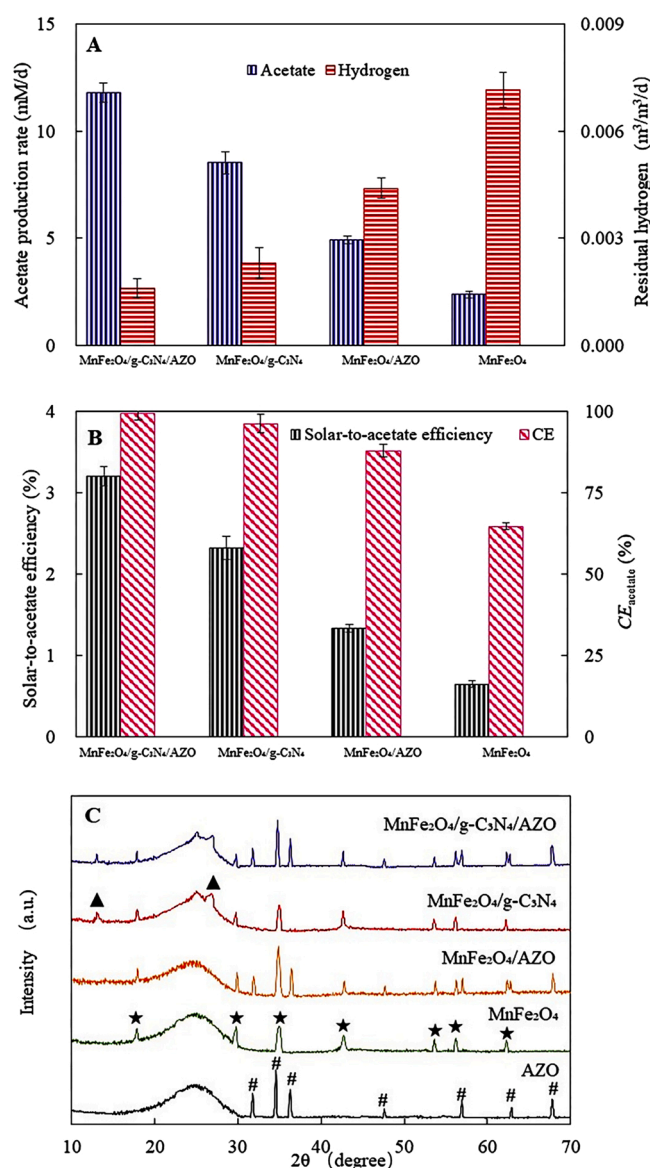 A
Acetate Hydrogen
Acetate production rate (mM/d)
Residual hydrogen (m³/m³/d)
15
10
5
0
0.009
0.006
0.003
0.000
MnFe₂O₄/g-C₃N₄/AZO MnFe₂O₄/g-C₃N₄ MnFe₂O₄/AZO MnFe₂O₄
B
Solar-to-acetate efficiency CE
Solar-to-acetate efficiency (%)
CEacetate (%)
4
3
2
1
0
100
75
50
25
0
MnFe₂O₄/g-C₃N₄/AZO MnFe₂O₄/g-C₃N₄ MnFe₂O₄/AZO MnFe₂O₄
C
MnFe₂O₄/g-C₃N₄/AZO
▲ ▲
MnFe₂O₄/g-C₃N₄
MnFe₂O₄/AZO
MnFe₂O₄
★ ★ ★ ★ ★ ★ ★
AZO
# # # # # # #
Intensity (a.u.)
10 20 30 40 50 60 70
2θ (degree)